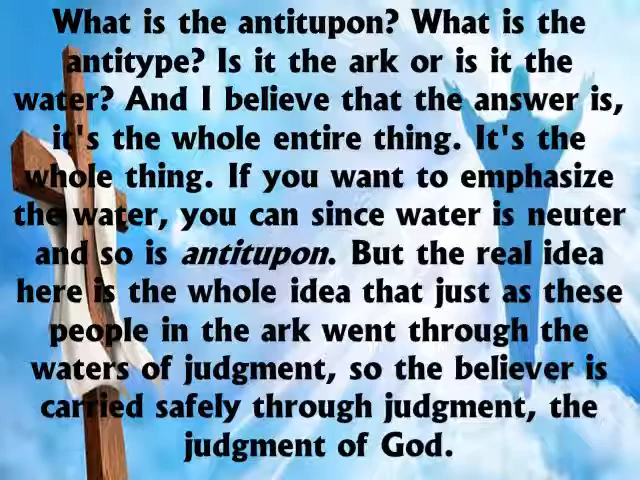 What is the antitupon? What is the
antitype? Is it the ark or is it the
water? And I believe that the answer is,
it's the whole entire thing. It's the
whole thing. If you want to emphasize
the water, you can since water is neuter
and so is antitupon. But the real idea
here is the whole idea that just as these
people in the ark went through the
waters of judgment, so the believer is
carried safely through judgment, the
judgment of God.